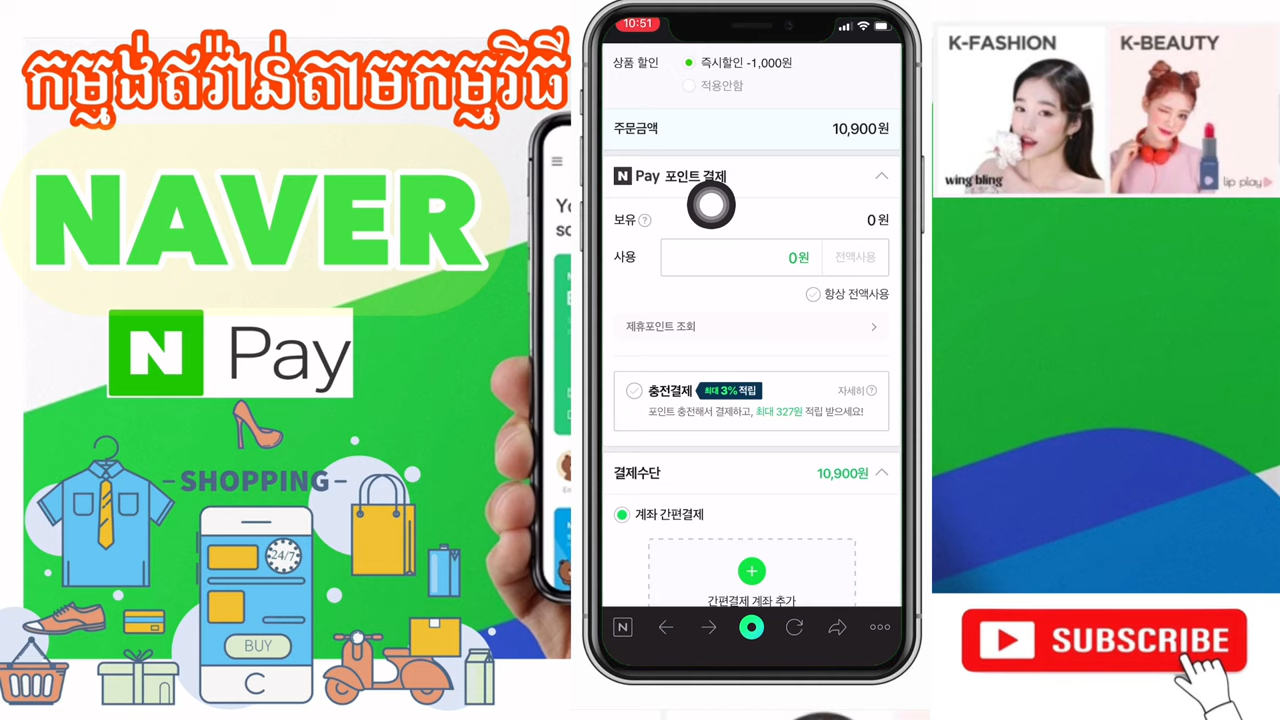 កម្មង់ឥវ៉ាន់តាមកម្មវិធី
NAVER
N Pay
-SHOPPING-
24/7
BUY
10:51
상품 할인 즉시할인 -1,000원
적용안함
주문금액 10,900원
N Pay 포인트 결제
보유 ? 0원
사용 0원 전액사용
항상 전액사용
제휴포인트 조회
충전결제 최대 3% 적립 자세히 ?
포인트 충전해서 결제하고, 최대 327원 적립 받으세요!
결제수단 10,900원
계좌 간편결제
간편결제 계좌 추가
N
K-FASHION
K-BEAUTY
wing bling
lip play
SUBSCRIBE